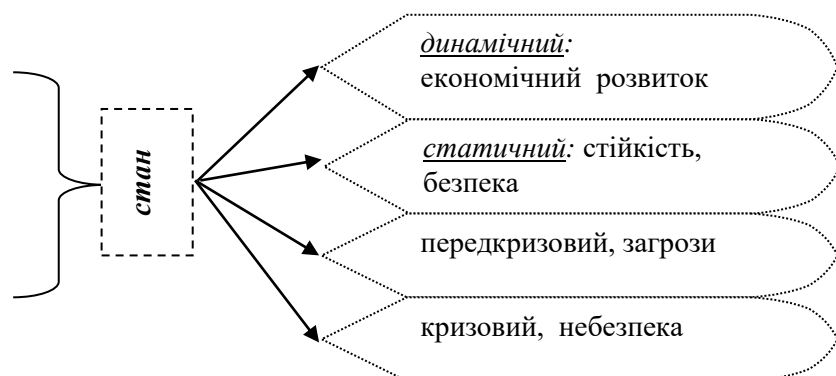 стан
динамічний:
економічний розвиток
статичний: стійкість,
безпека
передкризовий, загрози
кризовий, небезпека